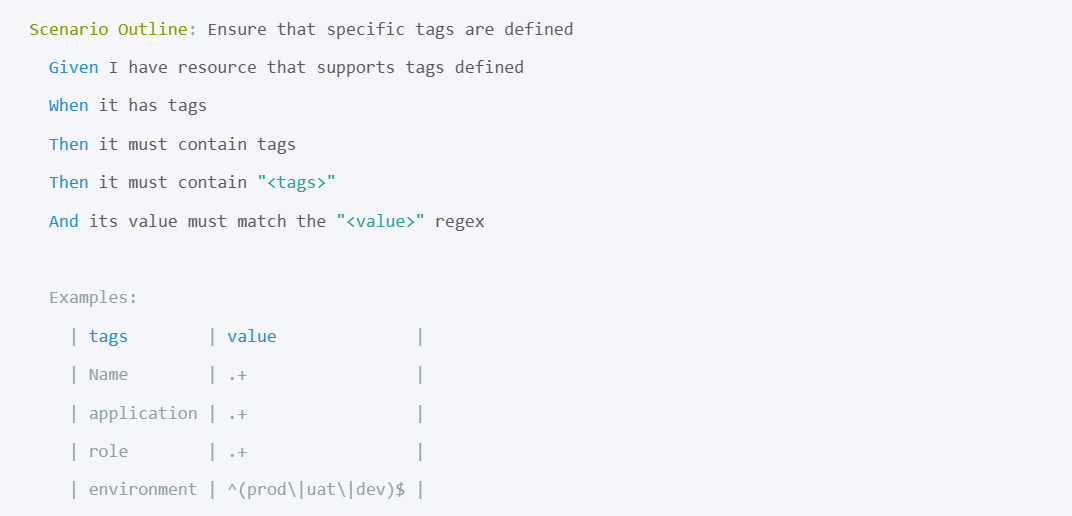 Scenario Outline: Ensure that specific tags are defined
Given I have resource that supports tags defined
When it has tags
Then it must contain tags
Then it must contain "<tags>"
And its value must match the "<value>" regex
Examples:
| tags        | value              |
| Name        | .+                 |
| application | .+                 |
| role        | .+                 |
| environment | ^(prod\|uat\|dev)$ |